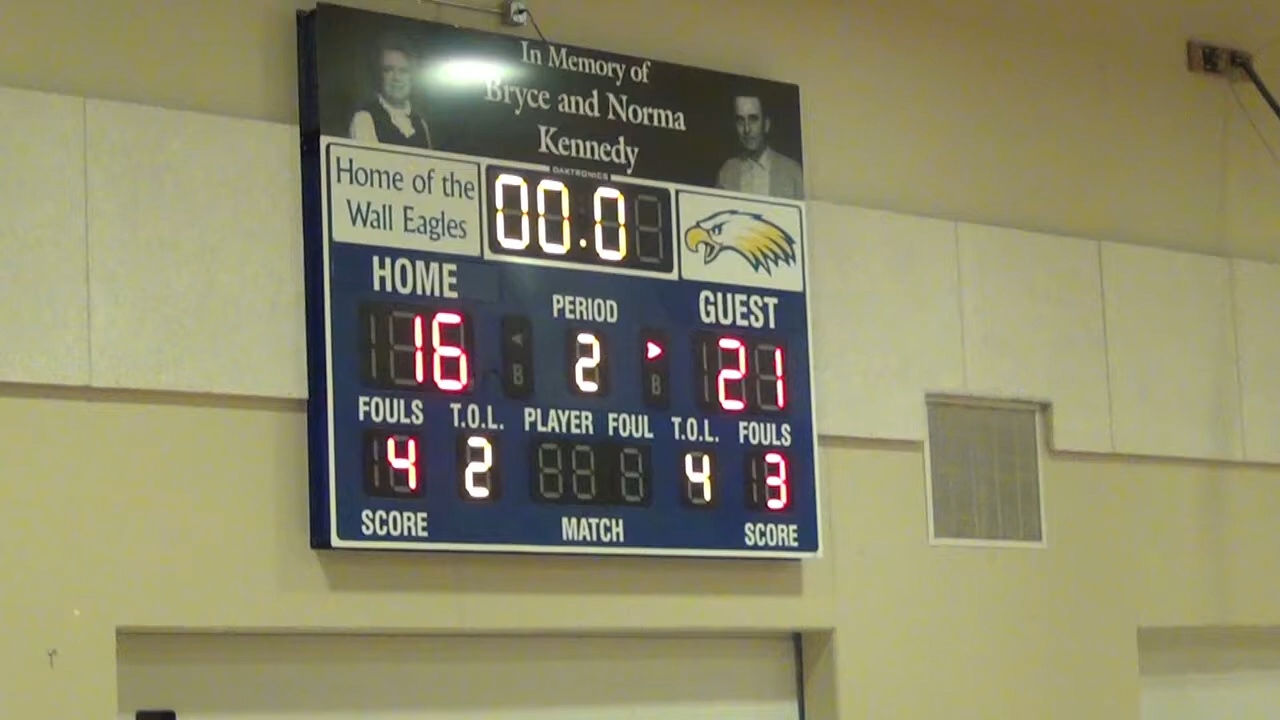 In Memory of
Bryce and Norma
Kennedy
DAKTRONICS
Home of the
Wall Eagles
00.0
HOME
PERIOD
GUEST
16
2
21
B
B
FOULS T.O.L. PLAYER FOUL T.O.L. FOULS
4 2 4 3
SCORE MATCH SCORE